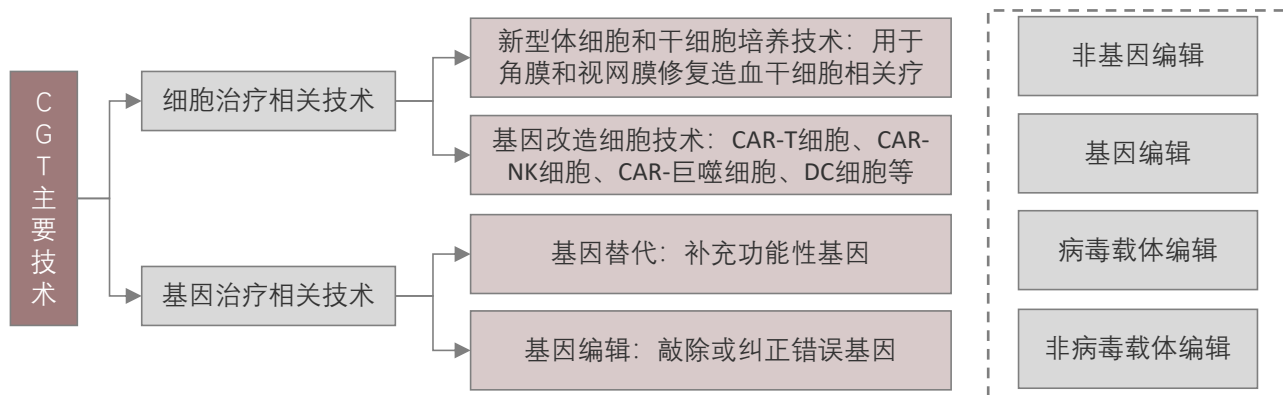 CGT主要技术
细胞治疗相关技术
新型体细胞和干细胞培养技术：用于
角膜和视网膜修复造血干细胞相关疗
基因改造细胞技术：CAR-T细胞、CAR-
NK细胞、CAR-巨噬细胞、DC细胞等
基因治疗相关技术
基因替代：补充功能性基因
基因编辑：敲除或纠正错误基因
非基因编辑
基因编辑
病毒载体编辑
非病毒载体编辑